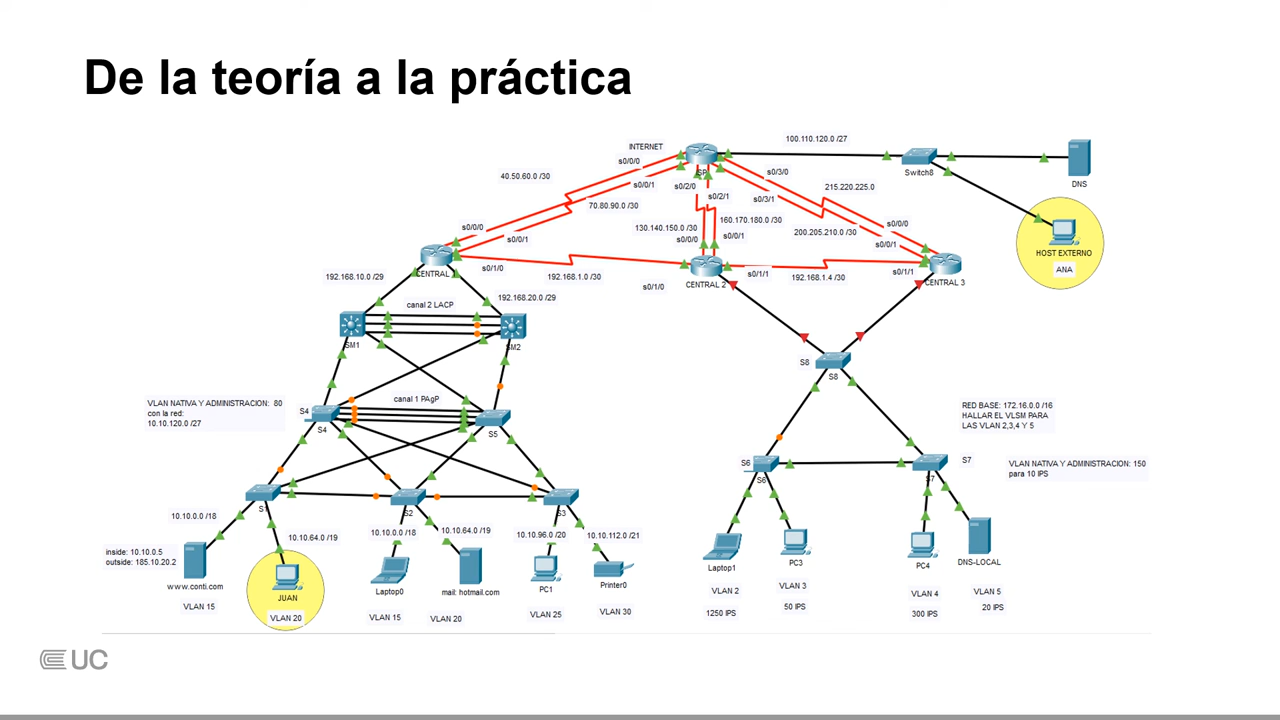 De la teoría a la práctica
INTERNET
100.110.120.0 /27
s0/0/0
ISP
s0/3/0
Switch8
DNS
40.50.60.0 /30
s0/0/1
s0/2/0
s0/2/1
s0/3/1
215.220.225.0
70.80.90.0 /30
160.170.180.0 /30
130.140.150.0 /30
200.205.210.0 /30
s0/0/0
s0/0/0
s0/0/1
s0/0/0
s0/0/1
s0/0/1
HOST EXTERNO
ANA
192.168.10.0 /29
CENTRAL
s0/1/0
192.168.1.0 /30
s0/1/0
CENTRAL 2
s0/1/1
192.168.1.4 /30
s0/1/1
CENTRAL 3
192.168.20.0 /29
canal 2 LACP
SM1
SM2
S8
S8
VLAN NATIVA Y ADMINISTRACION: 80
con la red:
10.10.120.0 /27
canal 1 PAgP
S4
S4
S5
RED BASE: 172.16.0.0 /16
HALLAR EL VLSM PARA
LAS VLAN 2,3,4 Y 5
S6
S6
S7
S7
VLAN NATIVA Y ADMINISTRACION: 150
para 10 IPS
S1
S2
S3
10.10.0.0 /18
10.10.64.0 /19
10.10.0.0 /18
10.10.64.0 /19
10.10.96.0 /20
10.10.112.0 /21
inside: 10.10.0.5
outside: 185.10.20.2
www.conti.com
VLAN 15
JUAN
VLAN 20
Laptop0
VLAN 15
mail: hotmail.com
VLAN 20
PC1
VLAN 25
Printer0
VLAN 30
Laptop1
VLAN 2
1250 IPS
PC3
VLAN 3
50 IPS
PC4
VLAN 4
300 IPS
DNS-LOCAL
VLAN 5
20 IPS
UC